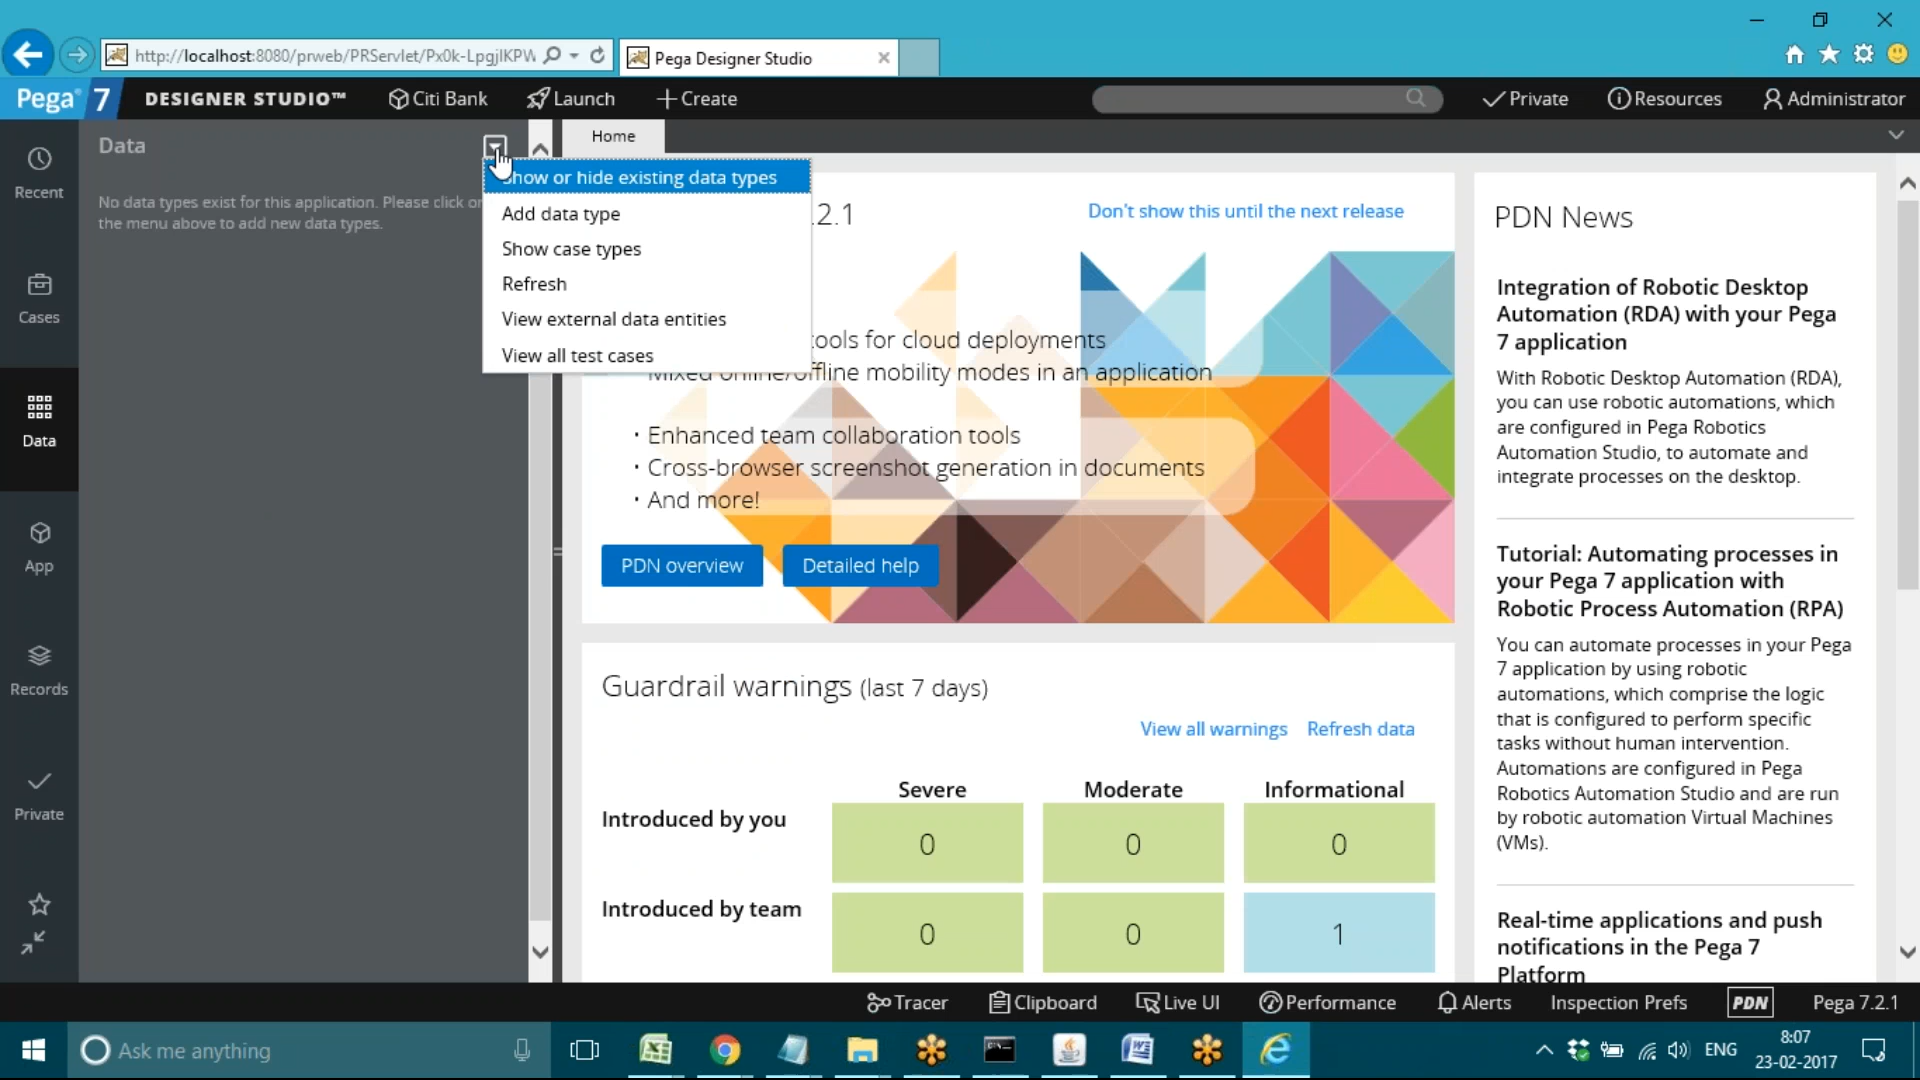 http://localhost:8080/prweb/PRServlet/Px0k-LpgjlKPW
Pega Designer Studio
Pega 7
DESIGNER STUDIO™
Citi Bank
Launch
Create
Private
Resources
Administrator
Recent
Cases
Data
App
Records
Private
Data
No data types exist for this application. Please click on
the menu above to add new data types.
Show or hide existing data types
Add data type
Show case types
Refresh
View external data entities
View all test cases
Home
.2.1
Don't show this until the next release
tools for cloud deployments
Mixed online/offline mobility modes in an application
· Enhanced team collaboration tools
· Cross-browser screenshot generation in documents
· And more!
PDN overview
Detailed help
Guardrail warnings (last 7 days)
View all warnings
Refresh data
Severe
Moderate
Informational
Introduced by you
0
0
0
Introduced by team
0
0
1
PDN News
Integration of Robotic Desktop
Automation (RDA) with your Pega
7 application
With Robotic Desktop Automation (RDA),
you can use robotic automations, which
are configured in Pega Robotics
Automation Studio, to automate and
integrate processes on the desktop.
Tutorial: Automating processes in
your Pega 7 application with
Robotic Process Automation (RPA)
You can automate processes in your Pega
7 application by using robotic
automations, which comprise the logic
that is configured to perform specific
tasks without human intervention.
Automations are configured in Pega
Robotics Automation Studio and are run
by robotic automation Virtual Machines
(VMs).
Real-time applications and push
notifications in the Pega 7
Platform
Tracer
Clipboard
Live UI
Performance
Alerts
Inspection Prefs
PDN
Pega 7.2.1
Ask me anything
ENG
8:07
23-02-2017